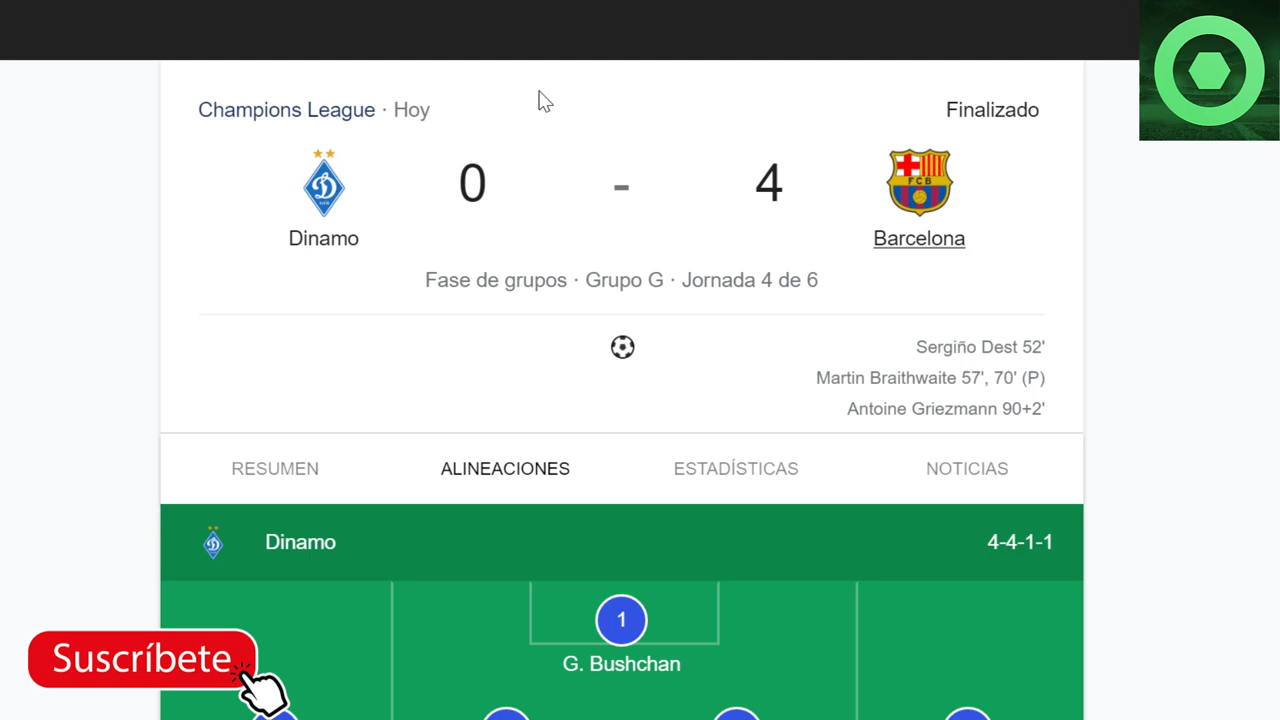 Champions League · Hoy
Finalizado
0 - 4
FCB
Dinamo
Barcelona
Fase de grupos · Grupo G · Jornada 4 de 6
Sergiño Dest 52'
Martin Braithwaite 57', 70' (P)
Antoine Griezmann 90+2'
RESUMEN ALINEACIONES ESTADÍSTICAS NOTICIAS
Dinamo
4-4-1-1
1
G. Bushchan
Suscríbete